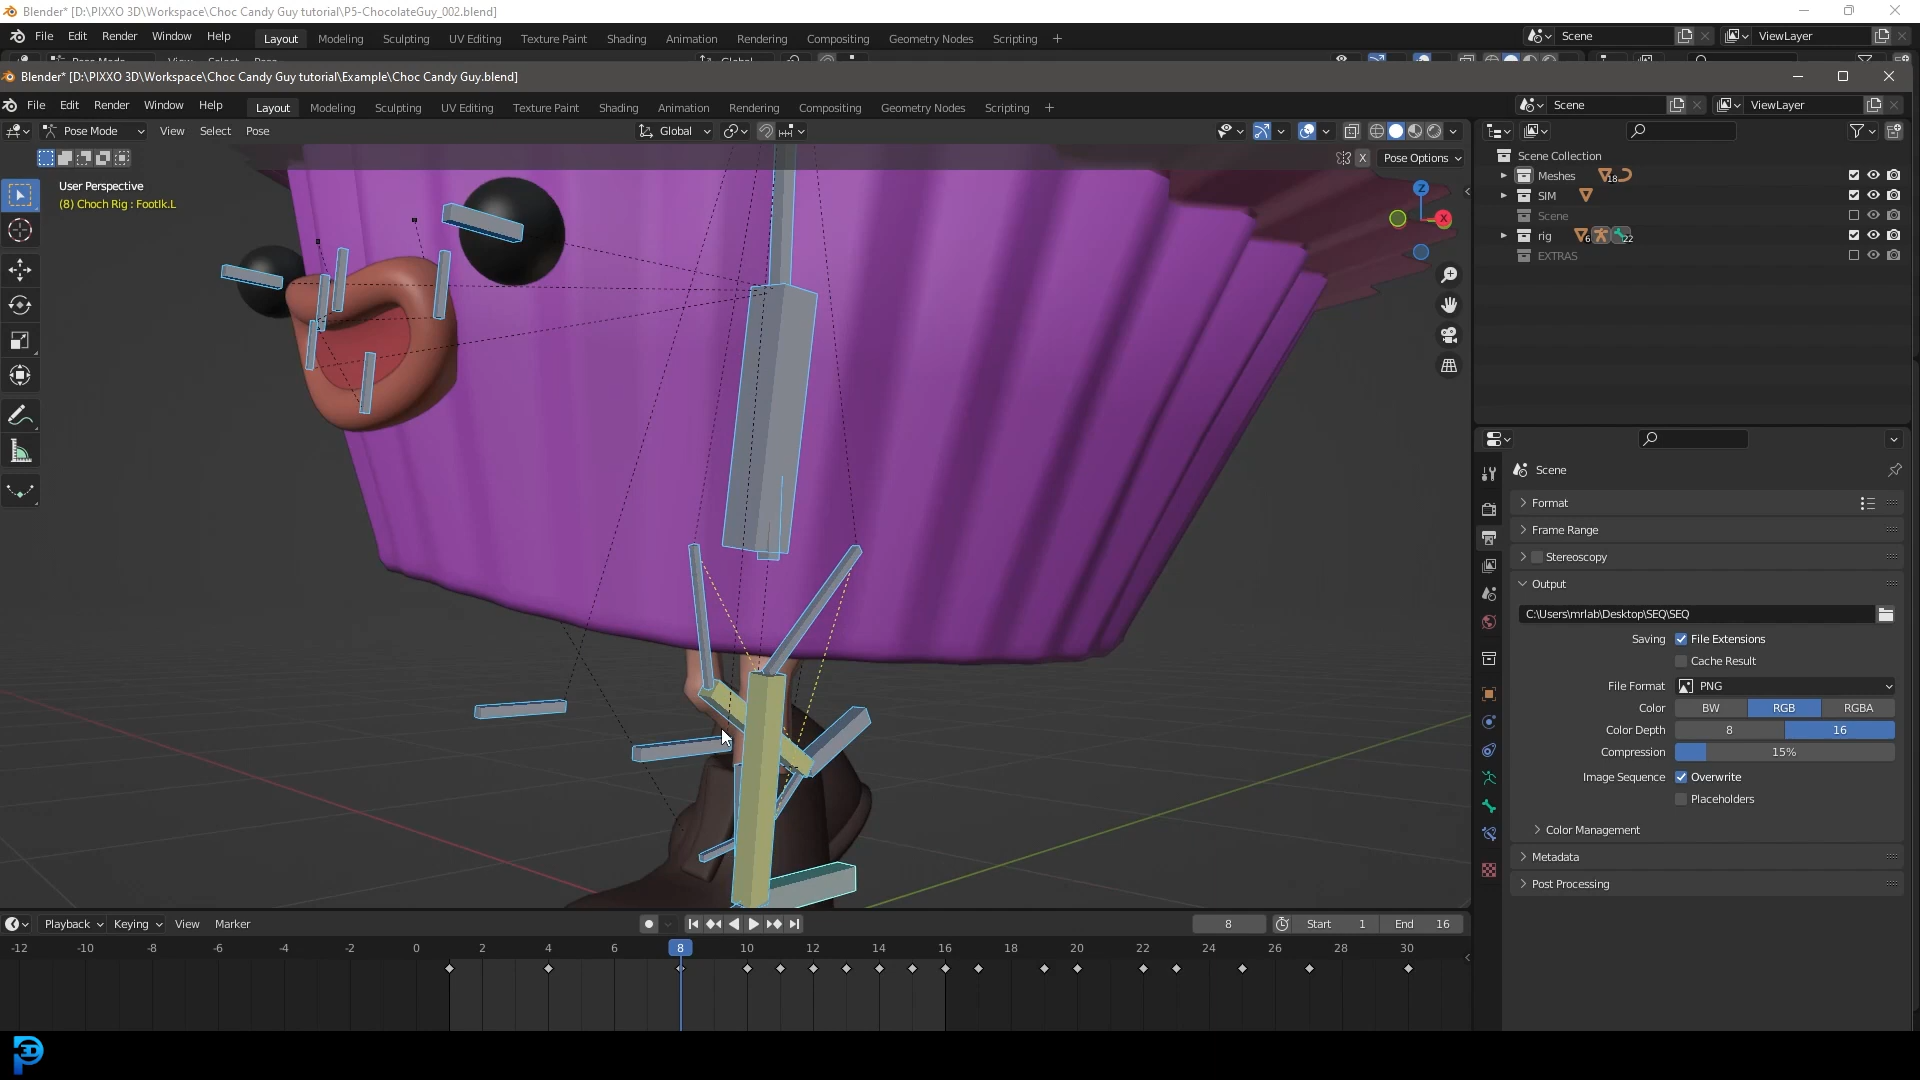 Blender* [D:\PIXXO 3D\Workspace\Choc Candy Guy tutorial\P5-ChocolateGuy_002.blend]
File Edit Render Window Help Layout Modeling Sculpting UV Editing Texture Paint Shading Animation Rendering Compositing Geometry Nodes Scripting + Scene ViewLayer
Blender* [D:\PIXXO 3D\Workspace\Choc Candy Guy tutorial\Example\Choc Candy Guy.blend]
File Edit Render Window Help Layout Modeling Sculpting UV Editing Texture Paint Shading Animation Rendering Compositing Geometry Nodes Scripting + Scene ViewLayer
Pose Mode View Select Pose Global
X Pose Options
User Perspective
(8) Choch Rig : FootIk.L
Z
X
Scene Collection
Meshes 18
SIM
Scene
rig 6 22
EXTRAS
Scene
Format
Frame Range
Stereoscopy
Output
C:\Users\mrlab\Desktop\SEQ\SEQ
Saving File Extensions
Cache Result
File Format PNG
Color BW RGB RGBA
Color Depth 8 16
Compression 15%
Image Sequence Overwrite
Placeholders
Color Management
Metadata
Post Processing
Playback Keying View Marker 8 Start 1 End 16
-12 -10 -8 -6 -4 -2 0 2 4 6 8 10 12 14 16 18 20 22 24 26 28 30
3D